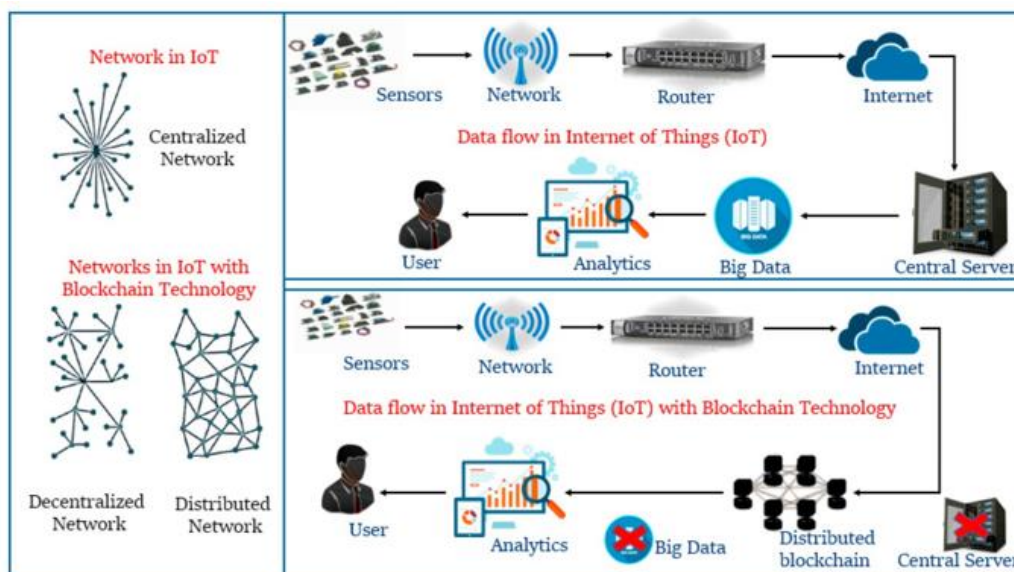 Network in IoT
Centralized
Network
Networks in IoT with
Blockchain Technology
Decentralized
Network
Distributed
Network
Sensors
Network
Router
Internet
Data flow in Internet of Things (IoT)
User
Analytics
BIG DATA
Big Data
Central Server
Sensors
Network
Router
Internet
Data flow in Internet of Things (IoT) with Blockchain Technology
User
Analytics
Big Data
Distributed
blockchain
Central Server